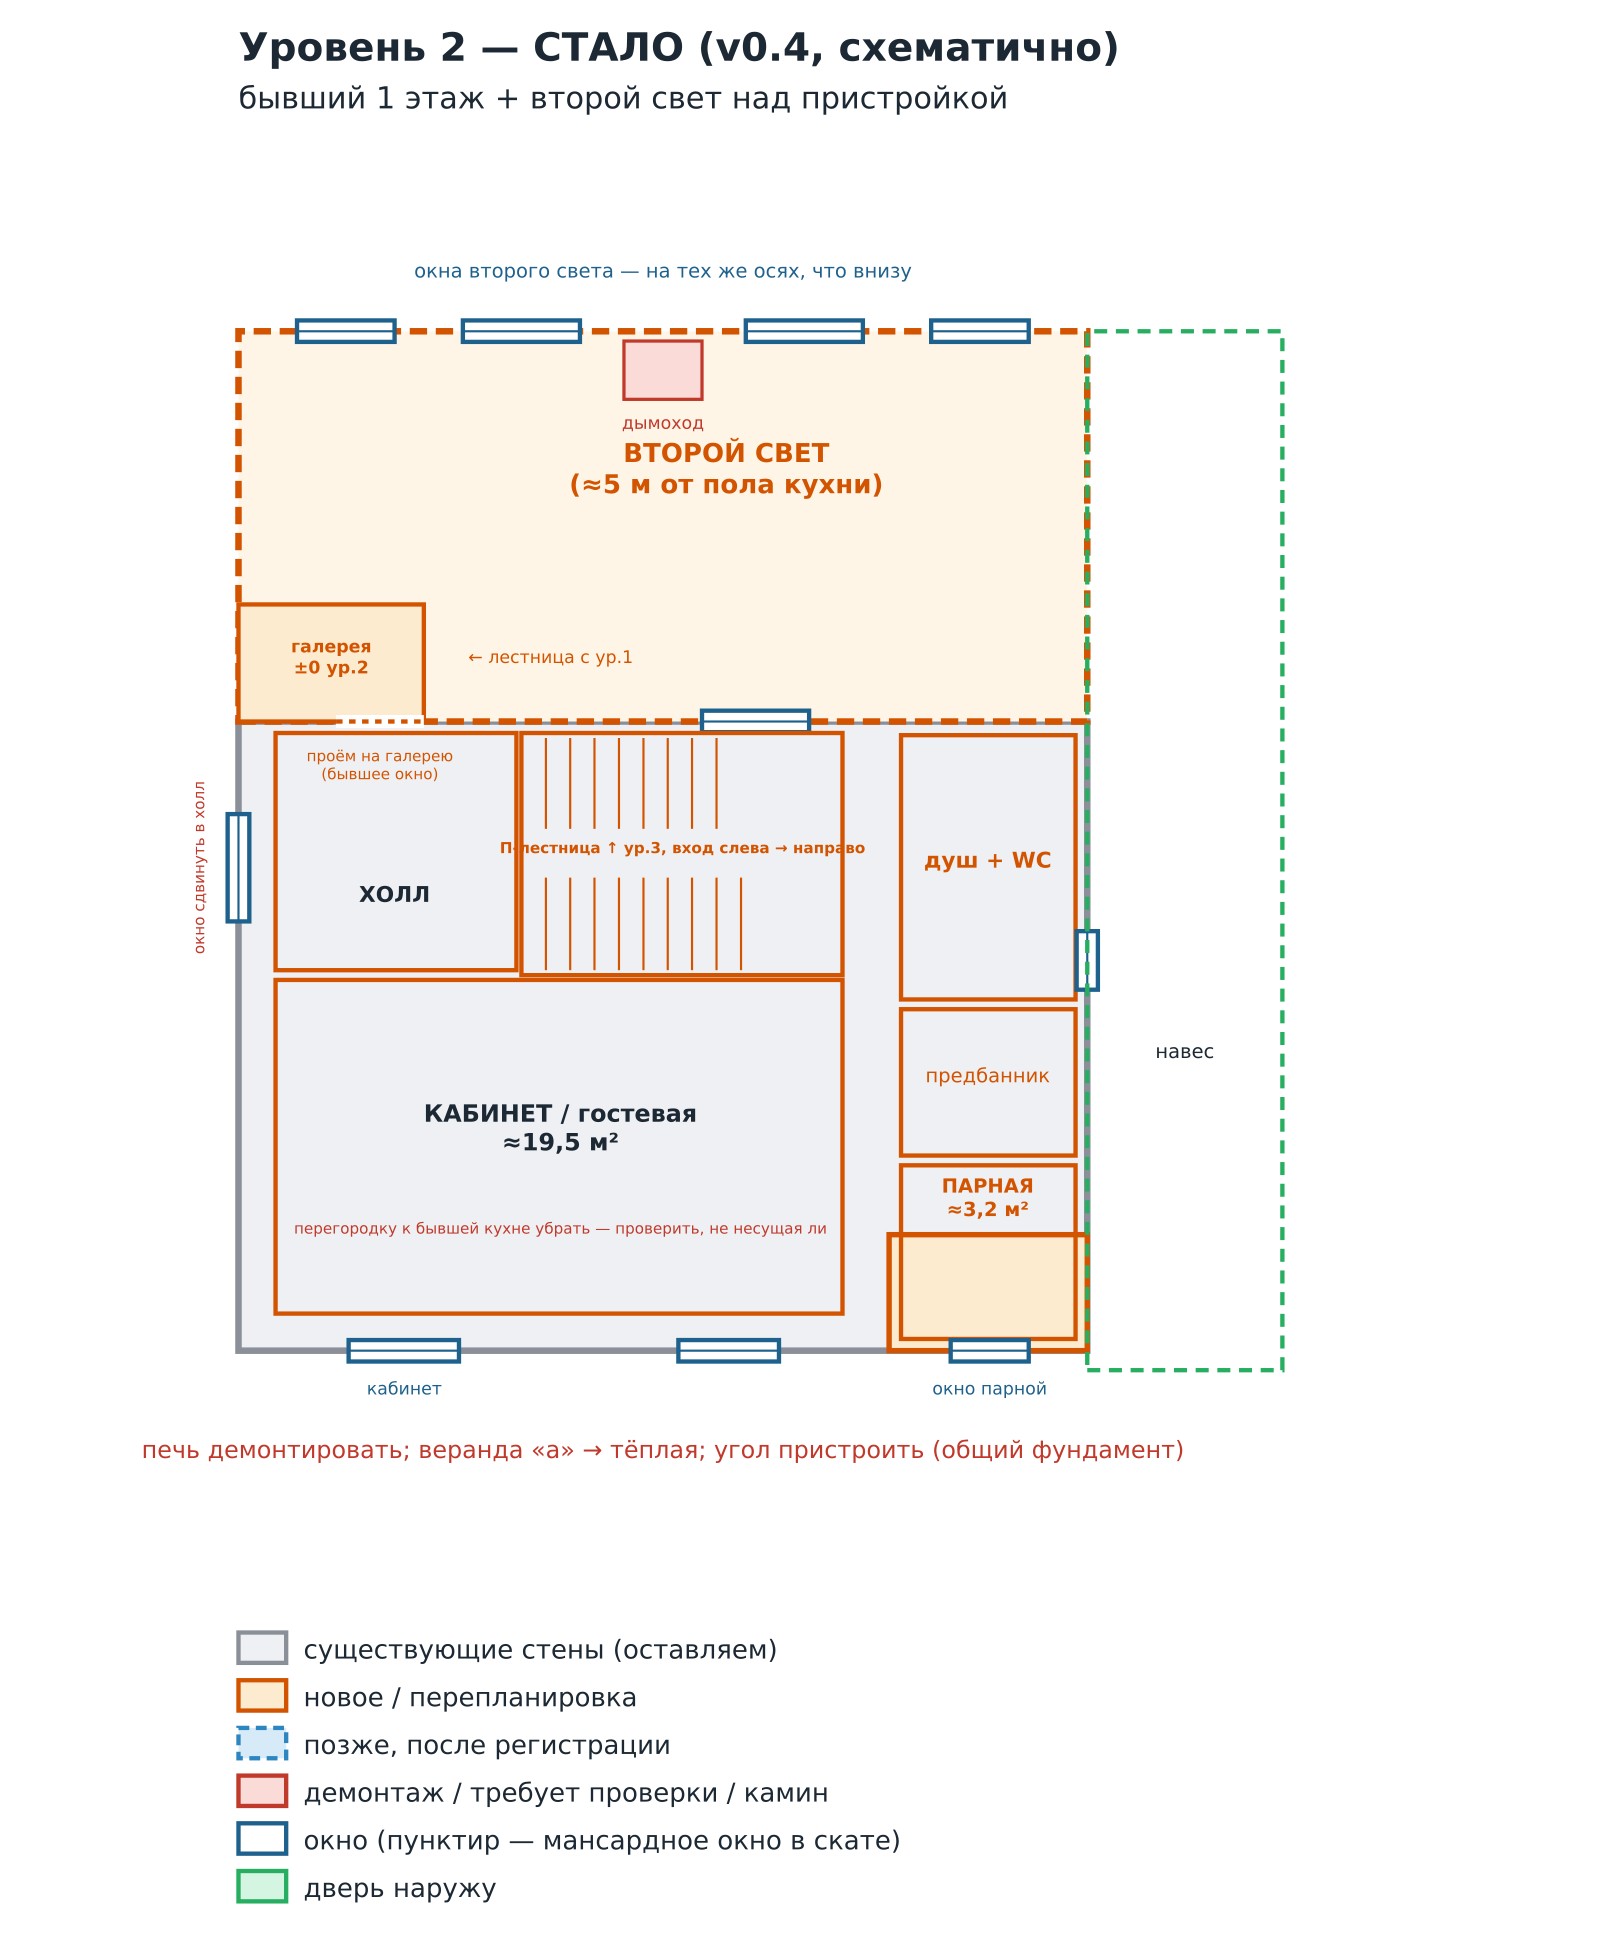 Уровень 2 — СТАЛО (v0.4, схематично)
бывший 1 этаж + второй свет над пристройкой
окна второго света — на тех же осях, что внизу
дымоход
ВТОРОЙ СВЕТ
(≈5 м от пола кухни)
галерея
±0 ур.2
← лестница с ур.1
проём на галерею
(бывшее окно)
окно сдвинуть в холл
П-лестница ↑ ур.3, вход слева → направо
холл
душ + WC
навес
предбанник
КАБИНЕТ / гостевая
≈19,5 м²
ПАРНАЯ
≈3,2 м²
перегородку к бывшей кухне убрать — проверить, не несущая ли
кабинет
окно парной
печь демонтировать; веранда «а» → тёплая; угол пристроить (общий фундамент)
существующие стены (оставляем)
новое / перепланировка
позже, после регистрации
демонтаж / требует проверки / камин
окно (пунктир — мансардное окно в скате)
дверь наружу